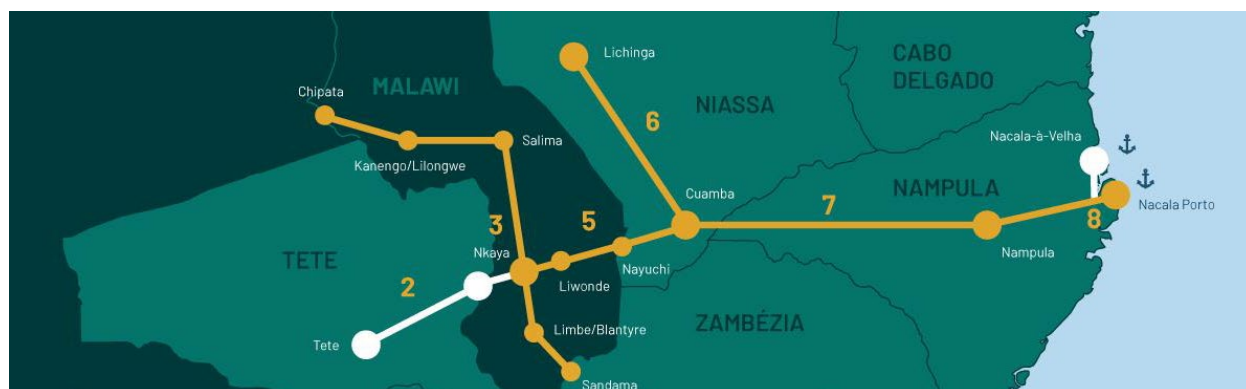 Lichinga
CABO
DELGADO
MALAWI
Chipata
NIASSA
6
Nacala-à-Velha
Salima
Kanengo/Lilongwe
Cuamba
NAMPULA
7
Nacala Porto
3
5
8
Nkaya
TETE
Nayuchi
Nampula
2
Liwonde
ZAMBÉZIA
Limbe/Blantyre
Tete
Sandama